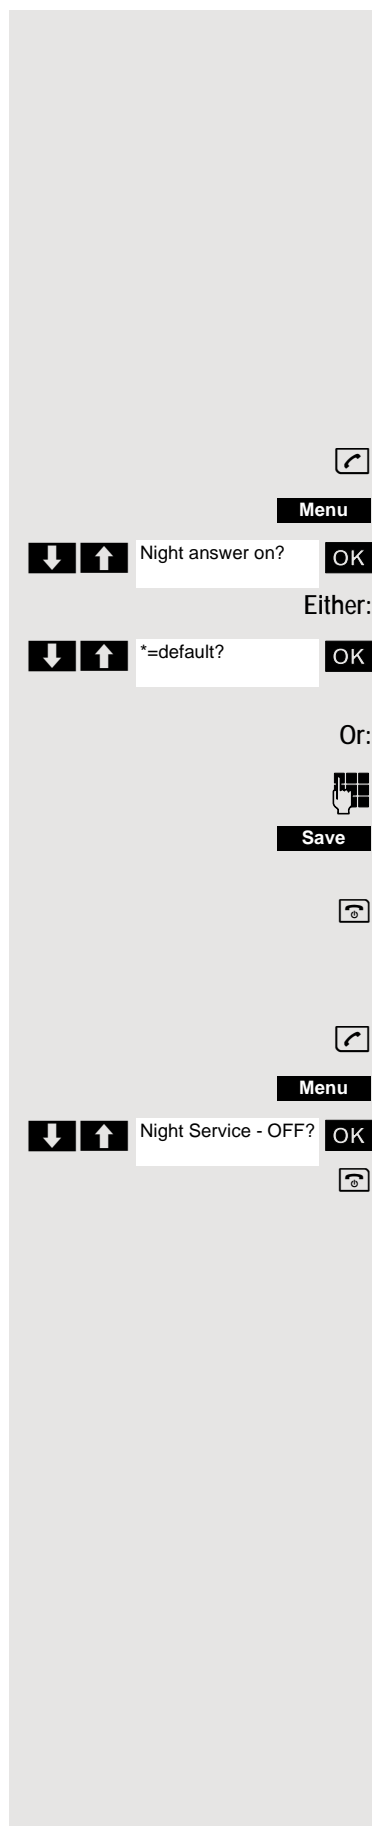 Menu
Night answer on? OK
Either:
*=default? OK
Or:
Save
Menu
Night Service - OFF? OK